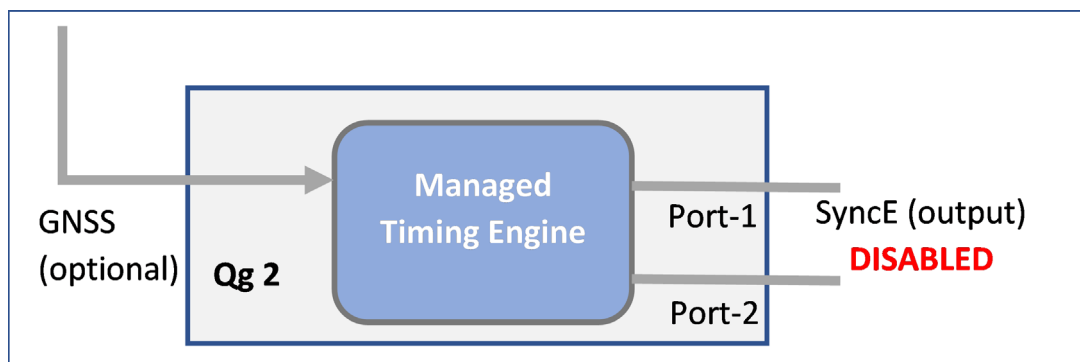 GNSS
(optional)
Qg 2
Managed
Timing Engine
Port-1
Port-2
SyncE (output)
DISABLED